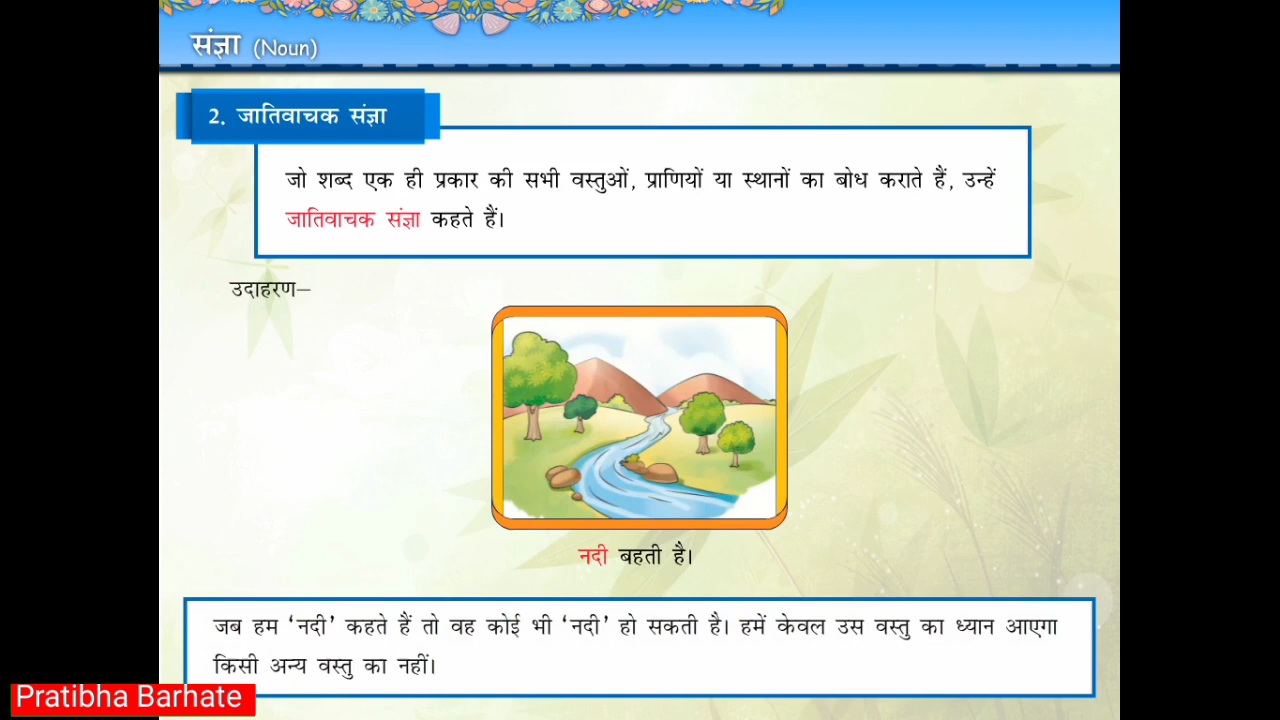 संज्ञा (Noun)
2. जातिवाचक संज्ञा
जो शब्द एक ही प्रकार की सभी वस्तुओं, प्राणियों या स्थानों का बोध कराते हैं, उन्हें
जातिवाचक संज्ञा कहते हैं।
उदाहरण–
नदी बहती है।
जब हम ‘नदी’ कहते हैं तो वह कोई भी ‘नदी’ हो सकती है। हमें केवल उस वस्तु का ध्यान आएगा
किसी अन्य वस्तु का नहीं।
Pratibha Barhate